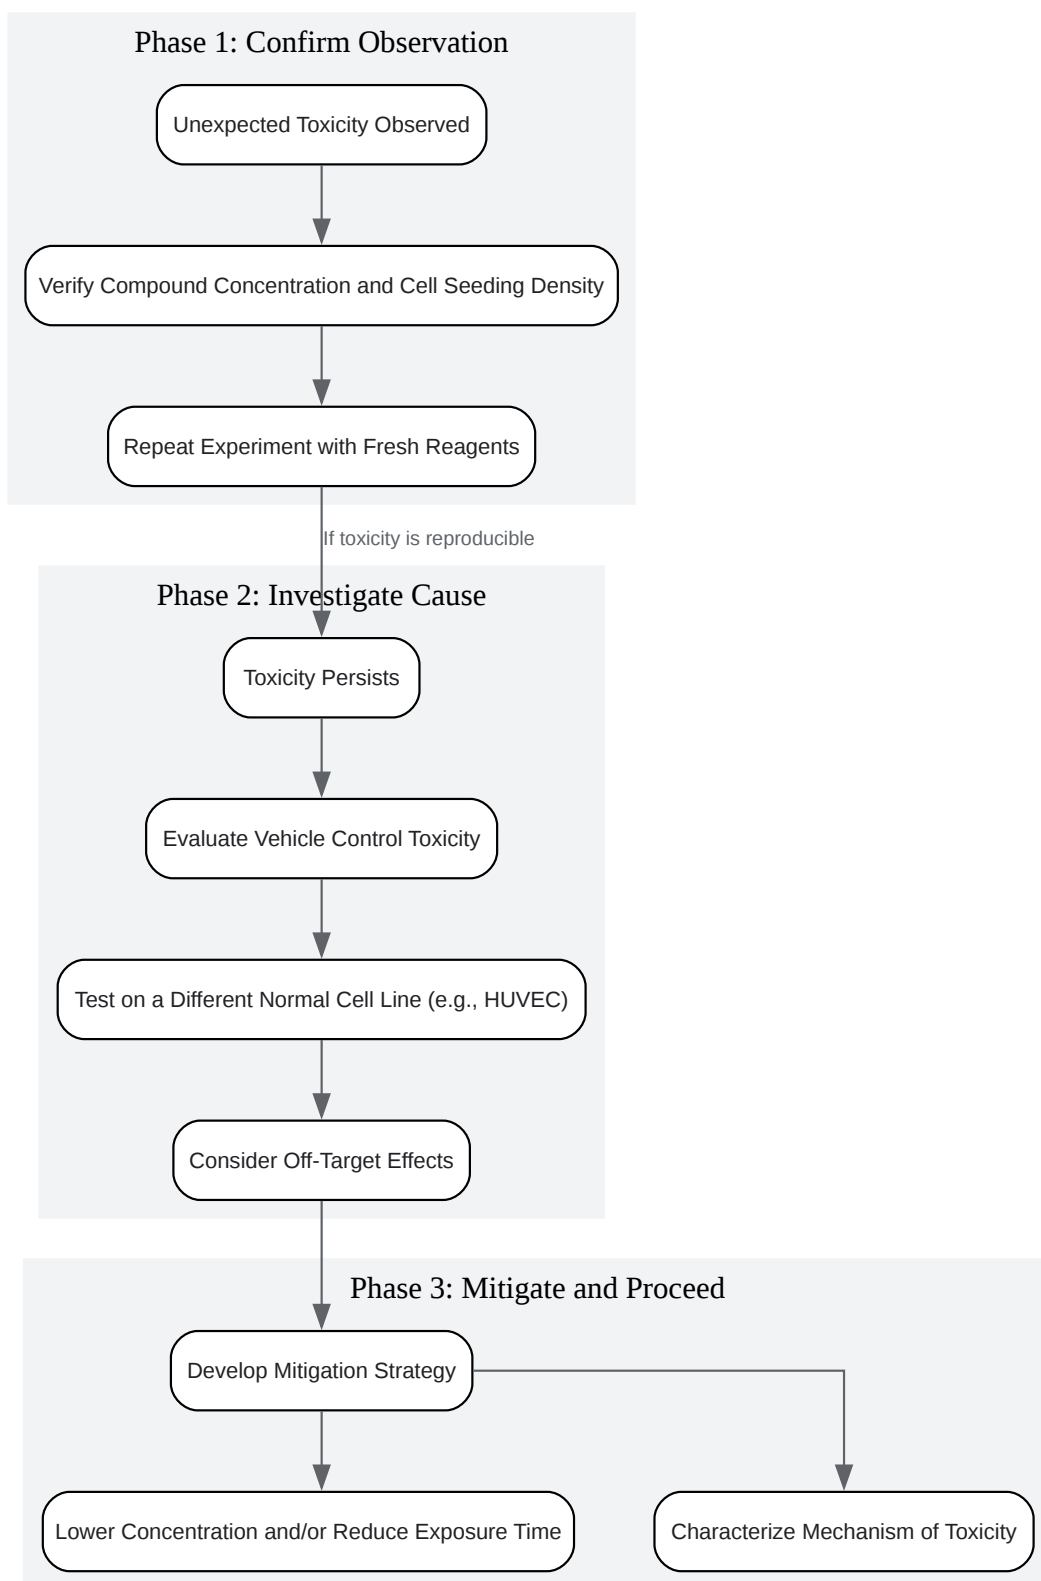 Phase 1: Confirm Observation
Unexpected Toxicity Observed
Verify Compound Concentration and Cell Seeding Density
Repeat Experiment with Fresh Reagents
If toxicity is reproducible
Phase 2: Investigate Cause
Toxicity Persists
Evaluate Vehicle Control Toxicity
Test on a Different Normal Cell Line (e.g., HUVEC)
Consider Off-Target Effects
Phase 3: Mitigate and Proceed
Develop Mitigation Strategy
Lower Concentration and/or Reduce Exposure Time
Characterize Mechanism of Toxicity